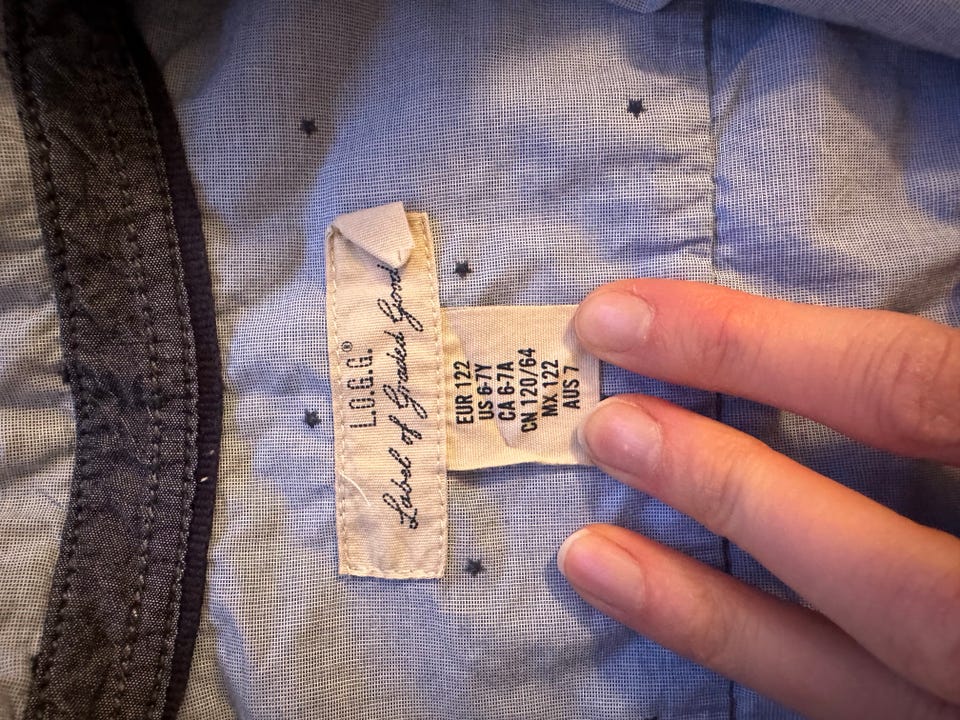 L.O.G.G.®
Label of Graded Goods
EUR 122
US 6-7Y
CA 6-7A
CN 120/64
MX 122
AUS 7